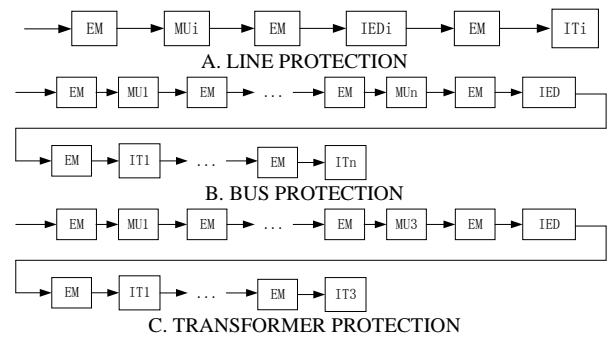 EM MUi EM IEDi EM ITi
A. LINE PROTECTION
EM MU1 EM ... EM MUn EM IED
EM IT1 ... EM ITn
B. BUS PROTECTION
EM MU1 EM ... EM MU3 EM IED
EM IT1 ... EM IT3
C. TRANSFORMER PROTECTION